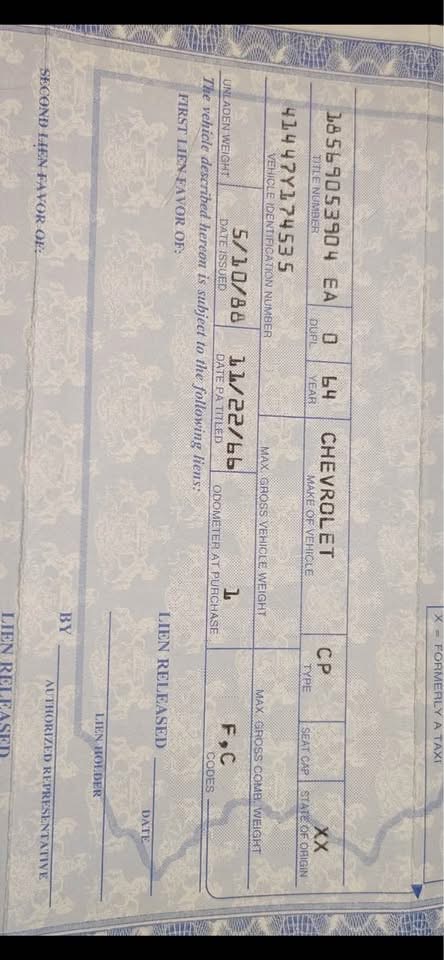 X = FORMERLY A TAXI
18569053904 EA 0 64 CHEVROLET CP XX
TITLE NUMBER DUPL YEAR MAKE OF VEHICLE TYPE SEAT CAP STATE OF ORIGIN
41447Y174535
VEHICLE IDENTIFICATION NUMBER MAX. GROSS VEHICLE WEIGHT MAX. GROSS COMB. WEIGHT
5/10/88 11/22/66 1 F,C
UNLADEN WEIGHT DATE ISSUED DATE PA TITLED ODOMETER AT PURCHASE CODES
The vehicle described hereon is subject to the following liens:
FIRST LIEN FAVOR OF:
LIEN RELEASED
DATE
LIEN HOLDER
BY
AUTHORIZED REPRESENTATIVE
SECOND LIEN FAVOR OF:
LIEN RELEASED